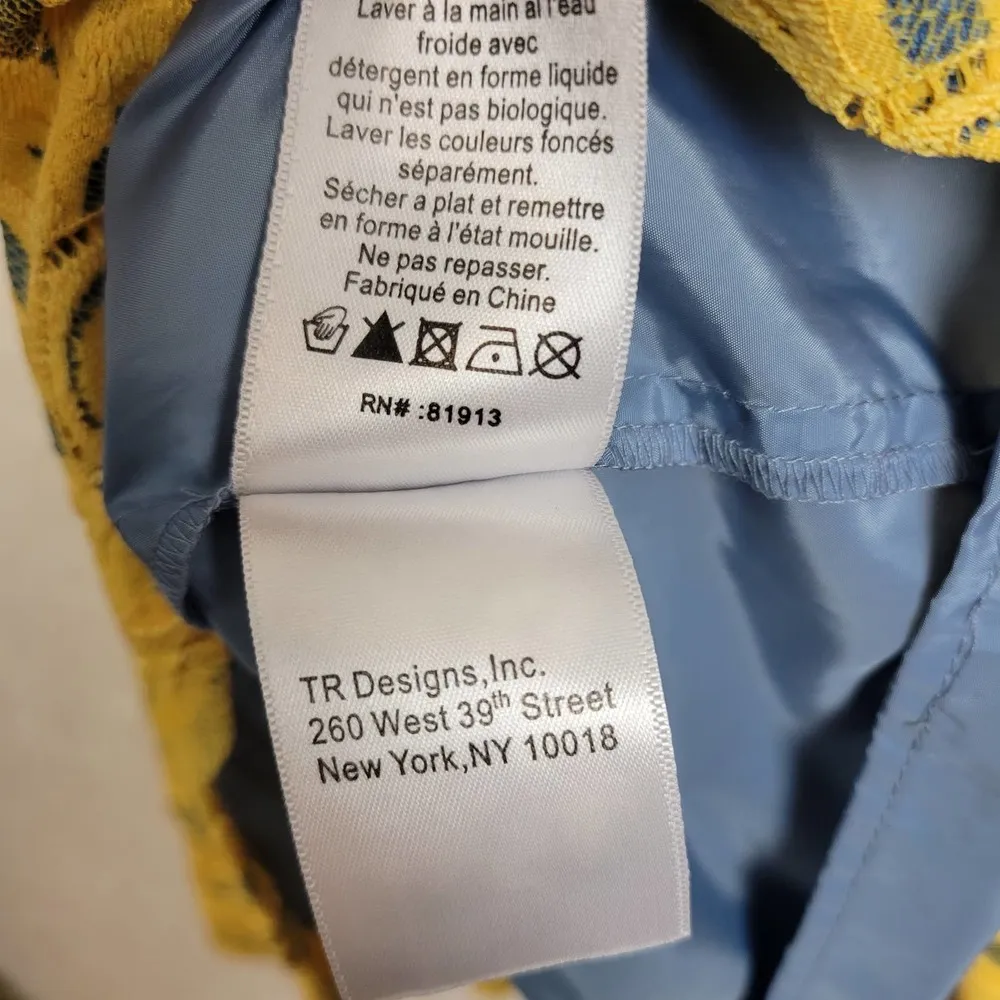 Laver à la main al l'eau
froide avec
détergent en forme liquide
qui n'est pas biologique.
Laver les couleurs foncés
séparément.
Sécher a plat et remettre
en forme à l'état mouille.
Ne pas repasser.
Fabriqué en Chine
RN# :81913
TR Designs,Inc.
260 West 39th Street
New York,NY 10018